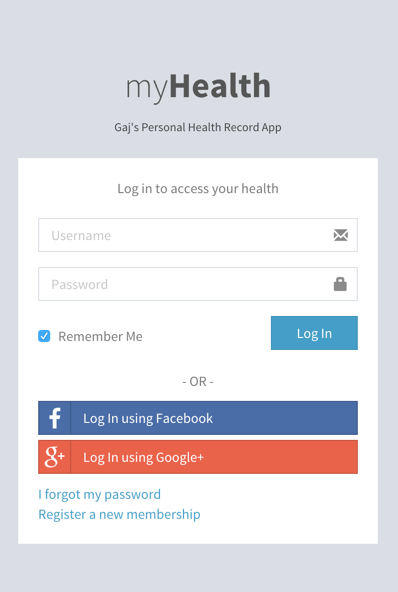 myHealth
Gaj's Personal Health Record App
Log in to access your health
Username
Password
Remember Me
Log In
- OR -
f Log In using Facebook
g+ Log In using Google+
I forgot my password
Register a new membership